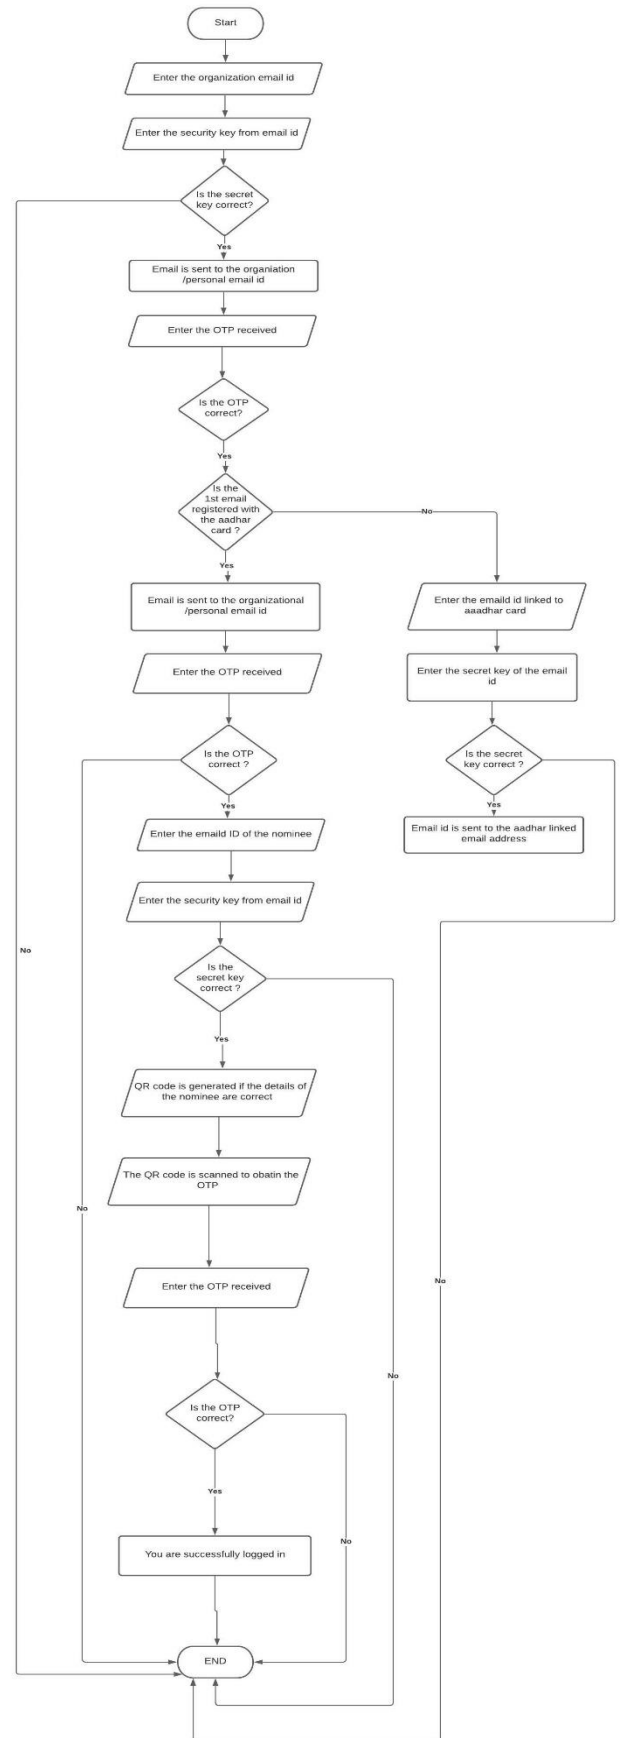 Start
Enter the organization email id
Enter the security key from email id
Is the secret
key correct?
Yes
Email is sent to the organiation
/personal email id
Enter the OTP received
Is the OTP
correct?
Yes
Is the
1st email
registered with
the aadhar
card ?
No
Yes
Email is sent to the organizational
/personal email id
Enter the emaild id linked to
aaadhar card
Enter the OTP received
Enter the secret key of the email
id
Is the OTP
correct ?
Is the secret
key correct ?
Yes
Yes
Enter the emaild ID of the nominee
Email id is sent to the aadhar linked
email address
Enter the security key from email id
No
Is the
secret key
correct ?
Yes
QR code is generated if the details of
the nominee are correct
The QR code is scanned to obatin the
OTP
No
Enter the OTP received
No
No
Is the OTP
correct?
Yes
No
You are successfully logged in
END